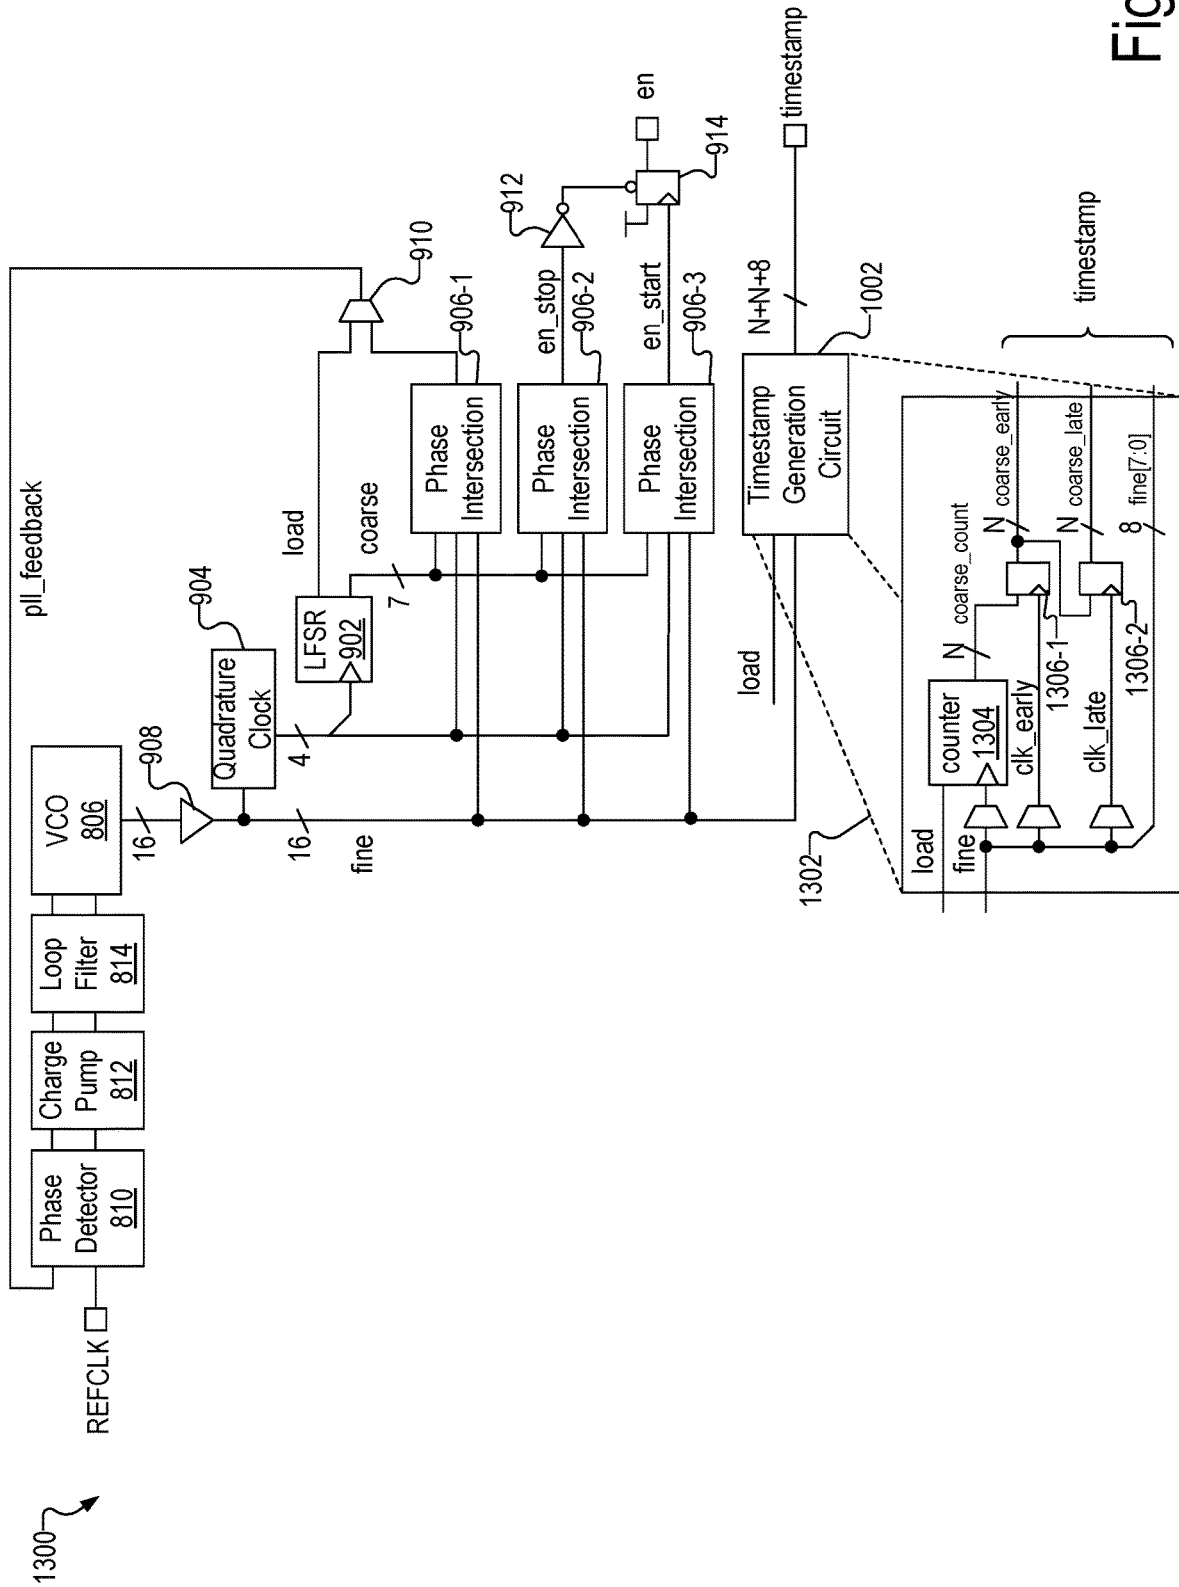 1300
REFCLK
pll_feedback
Phase
Detector
810
Charge
Pump
812
Loop
Filter
814
VCO
806
16
908
16
fine
Quadrature
Clock
904
4
LFSR
902
load
coarse
7
910
Phase
Intersection
906-1
Phase
Intersection
906-2
Phase
Intersection
906-3
en_stop
en_start
912
914
en
load
Timestamp
Generation
Circuit
1002
N+N+8
timestamp
1302
load
fine
counter
1304
clk_early
clk_late
N
coarse_count
1306-1
1306-2
N
coarse_early
N
coarse_late
8
fine[7:0]
timestamp
Fig